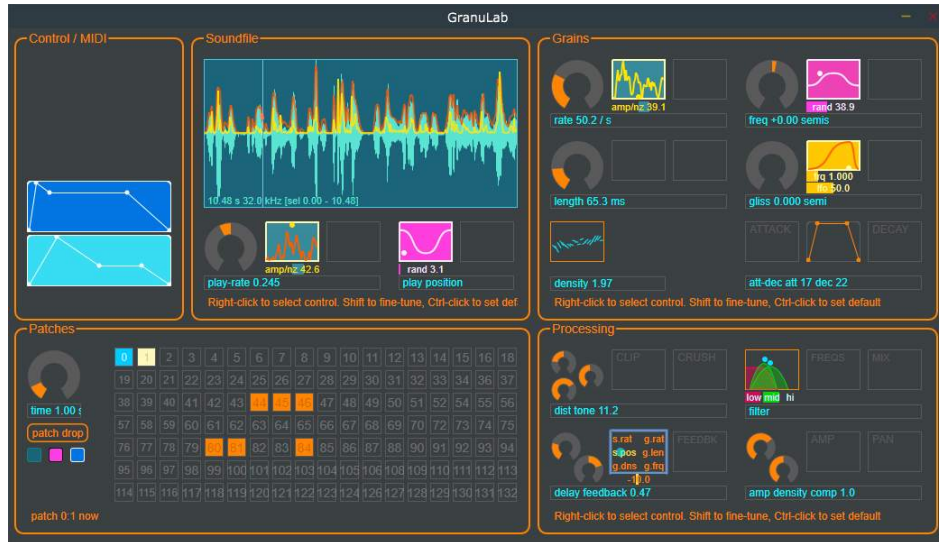 GranuLab
Control / MIDI
Soundfile
10.48 s 32.0 kHz [sel 0.00 - 10.48]
amp/nz 42.6
rand 3.1
play-rate 0.245
play position
Right-click to select control. Shift to fine-tune, Ctrl-click to set def
Grains
amp/nz 39.1
rand 38.9
rate 50.2 / s
freq +0.00 semis
frq 1.000
lfo 50.0
length 65.3 ms
gliss 0.000 semi
ATTACK
DECAY
density 1.97
att-dec att 17 dec 22
Right-click to select control. Shift to fine-tune, Ctrl-click to set default
Patches
time 1.00 s
patch drop
0 1 2 3 4 5 6 7 8 9 10 11 12 13 14 15 16 18
19 20 21 22 23 24 25 26 27 28 29 30 31 32 33 34 36 37
38 39 40 41 42 43 44 45 46 47 48 49 50 51 52 54 55 56
57 58 59 60 61 62 63 64 65 66 67 68 69 70 72 73 74 75
76 77 78 79 80 81 82 83 84 85 86 87 88 90 91 92 93 94
95 96 97 98 99 100 101 102 103 104 105 106 108 109 110 111 112 113
114 115 116 117 118 119 120 121 122 123 124 126 127 128 129 130 131 132
patch 0:1 now
Processing
CLIP
CRUSH
FREQS
MIX
low mid hi
dist tone 11.2
filter
s.rat g.rat
s.pos g.len
g.dns g.frq
-10.0
FEEDBK
AMP
PAN
delay feedback 0.47
amp density comp 1.0
Right-click to select control. Shift to fine-tune, Ctrl-click to set default